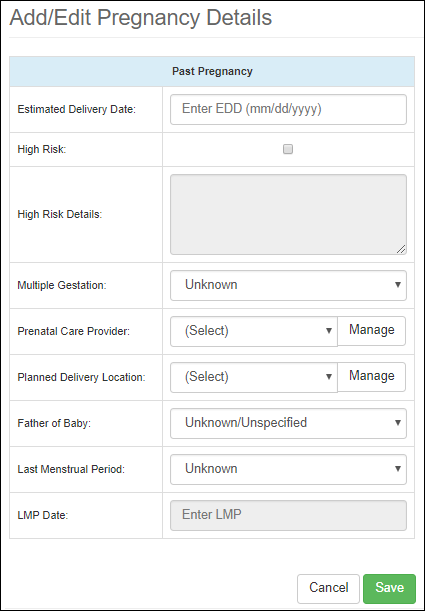 Add/Edit Pregnancy Details
Past Pregnancy
Estimated Delivery Date: Enter EDD (mm/dd/yyyy)
High Risk:
High Risk Details:
Multiple Gestation: Unknown
Prenatal Care Provider: (Select) Manage
Planned Delivery Location: (Select) Manage
Father of Baby: Unknown/Unspecified
Last Menstrual Period: Unknown
LMP Date: Enter LMP
Cancel Save